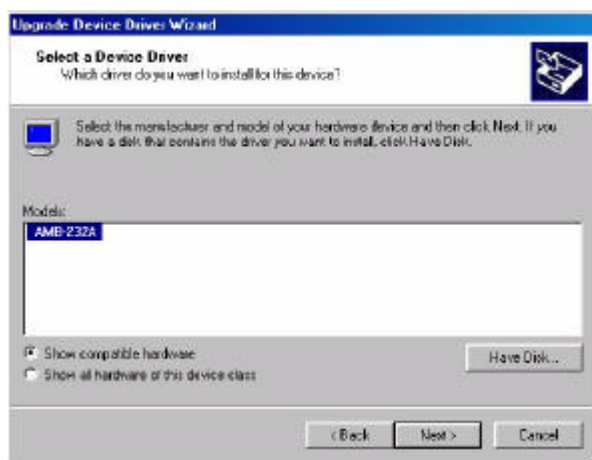 Upgrade Device Driver Wizard
Select a Device Driver
Which driver do you want to install for this device?
Select the manufacturer and model of your hardware device and then click Next. If you
have a disk that contains the driver you want to install, click Have Disk.
Models:
AMB-232A
Show compatible hardware
Have Disk...
Show all hardware of this device class
< Back
Next >
Cancel